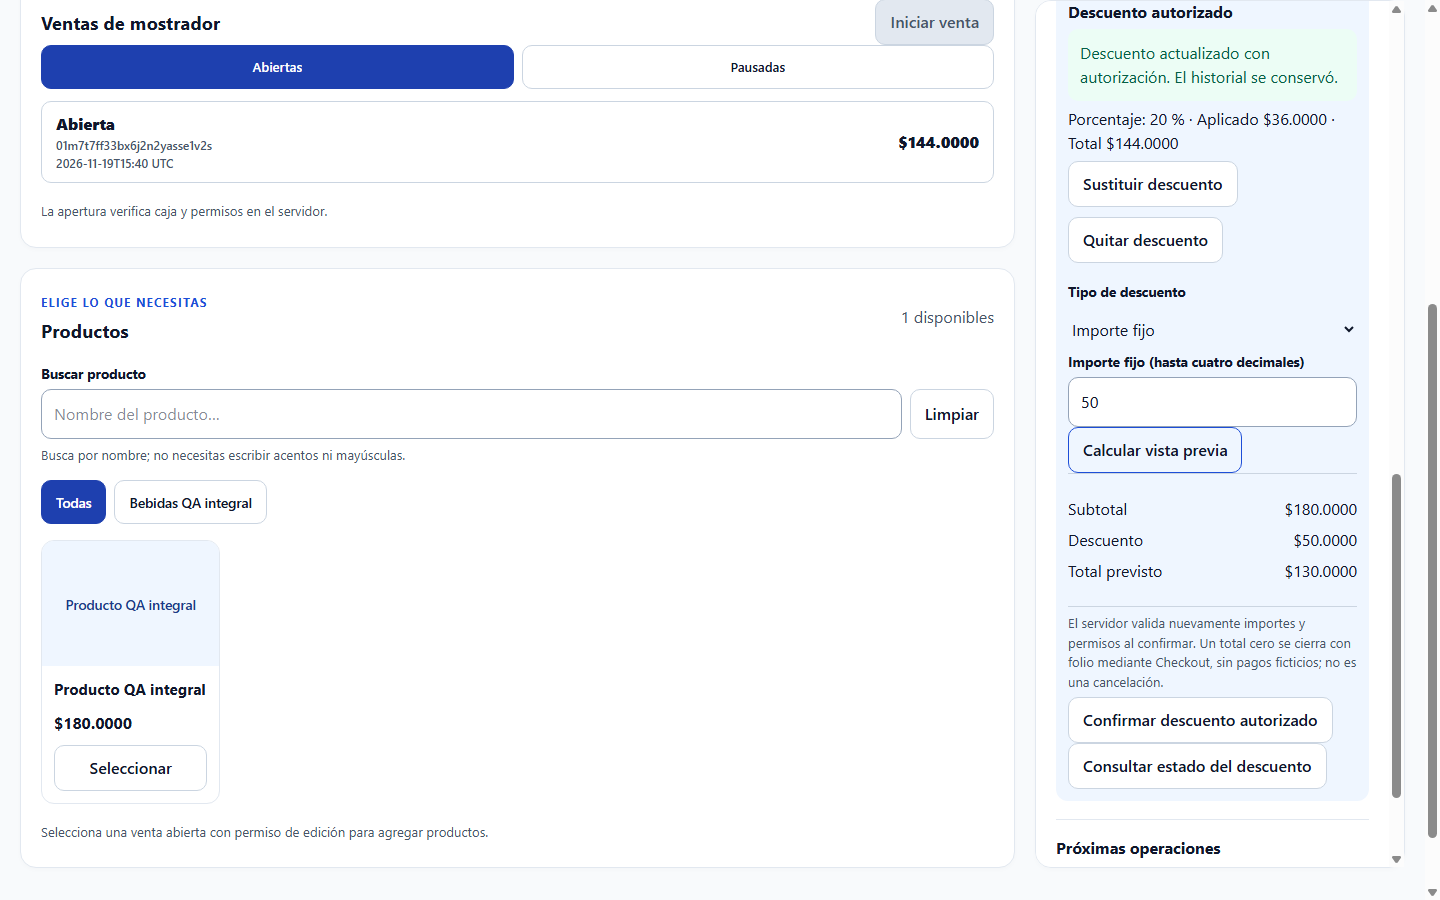 Ventas de mostrador
Iniciar venta
Abiertas
Pausadas
Abierta
01m7t7ff33bx6j2n2yasse1v2s
2026-11-19T15:40 UTC
$144.0000
La apertura verifica caja y permisos en el servidor.
ELIGE LO QUE NECESITAS
Productos
1 disponibles
Buscar producto
Nombre del producto...
Limpiar
Busca por nombre; no necesitas escribir acentos ni mayúsculas.
Todas
Bebidas QA integral
Producto QA integral
Producto QA integral
$180.0000
Seleccionar
Selecciona una venta abierta con permiso de edición para agregar productos.
Descuento autorizado
Descuento actualizado con
autorización. El historial se conservó.
Porcentaje: 20 % · Aplicado $36.0000 ·
Total $144.0000
Sustituir descuento
Quitar descuento
Tipo de descuento
Importe fijo
Importe fijo (hasta cuatro decimales)
50
Calcular vista previa
Subtotal $180.0000
Descuento $50.0000
Total previsto $130.0000
El servidor valida nuevamente importes y
permisos al confirmar. Un total cero se cierra con
folio mediante Checkout, sin pagos ficticios; no es
una cancelación.
Confirmar descuento autorizado
Consultar estado del descuento
Próximas operaciones